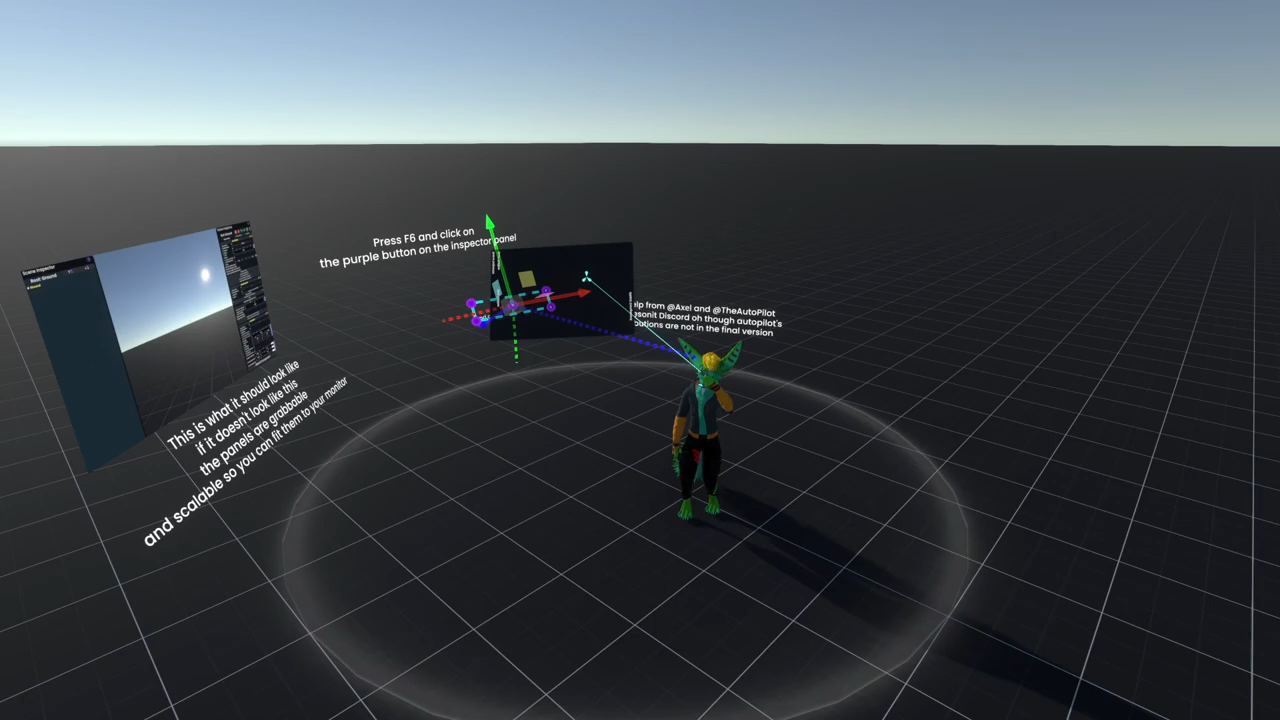 Press F6 and click on
the purple button on the inspector panel
This is what it should look like
if it doesn't look like this
the panels are grabbable
and scalable so you can fit them to your monitor
from @Axel and @TheAutoPilot
Discord oh though autopilot's
are not in the final version